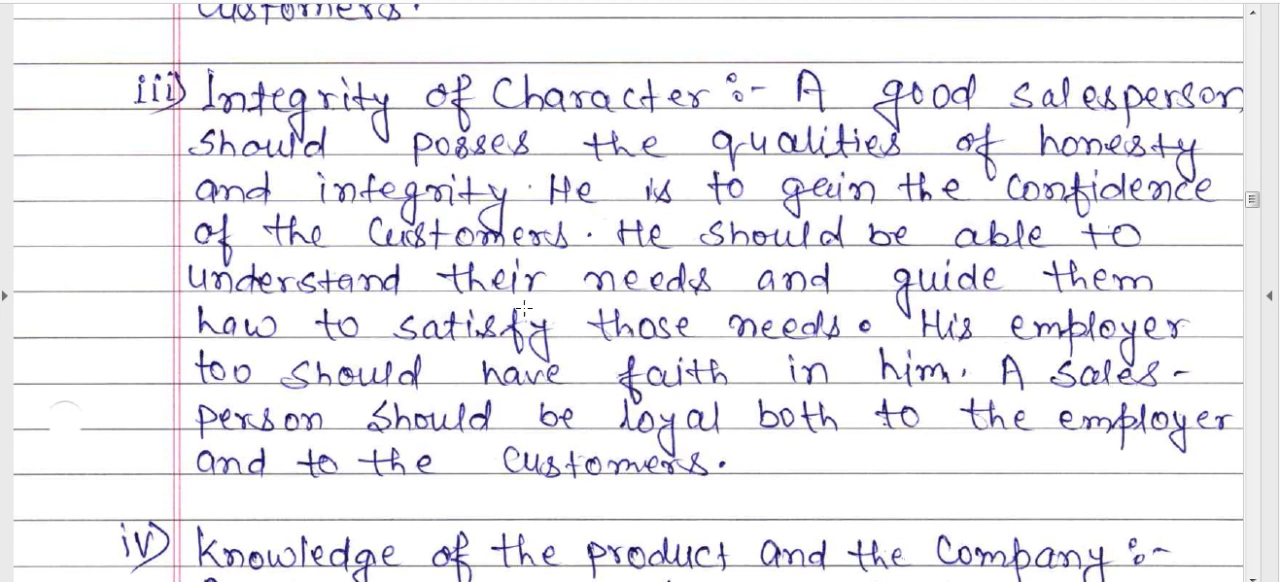 customers.
iii) Integrity of Character :- A good salesperson
should posses the qualities of honesty
and integrity. He is to gain the confidence
of the customers. He should be able to
understand their needs and guide them
haw to satisfy those needs. His employer
too should have faith in him. A sales-
person should be loyal both to the employer
and to the customers.
iv) Knowledge of the product and the Company :-